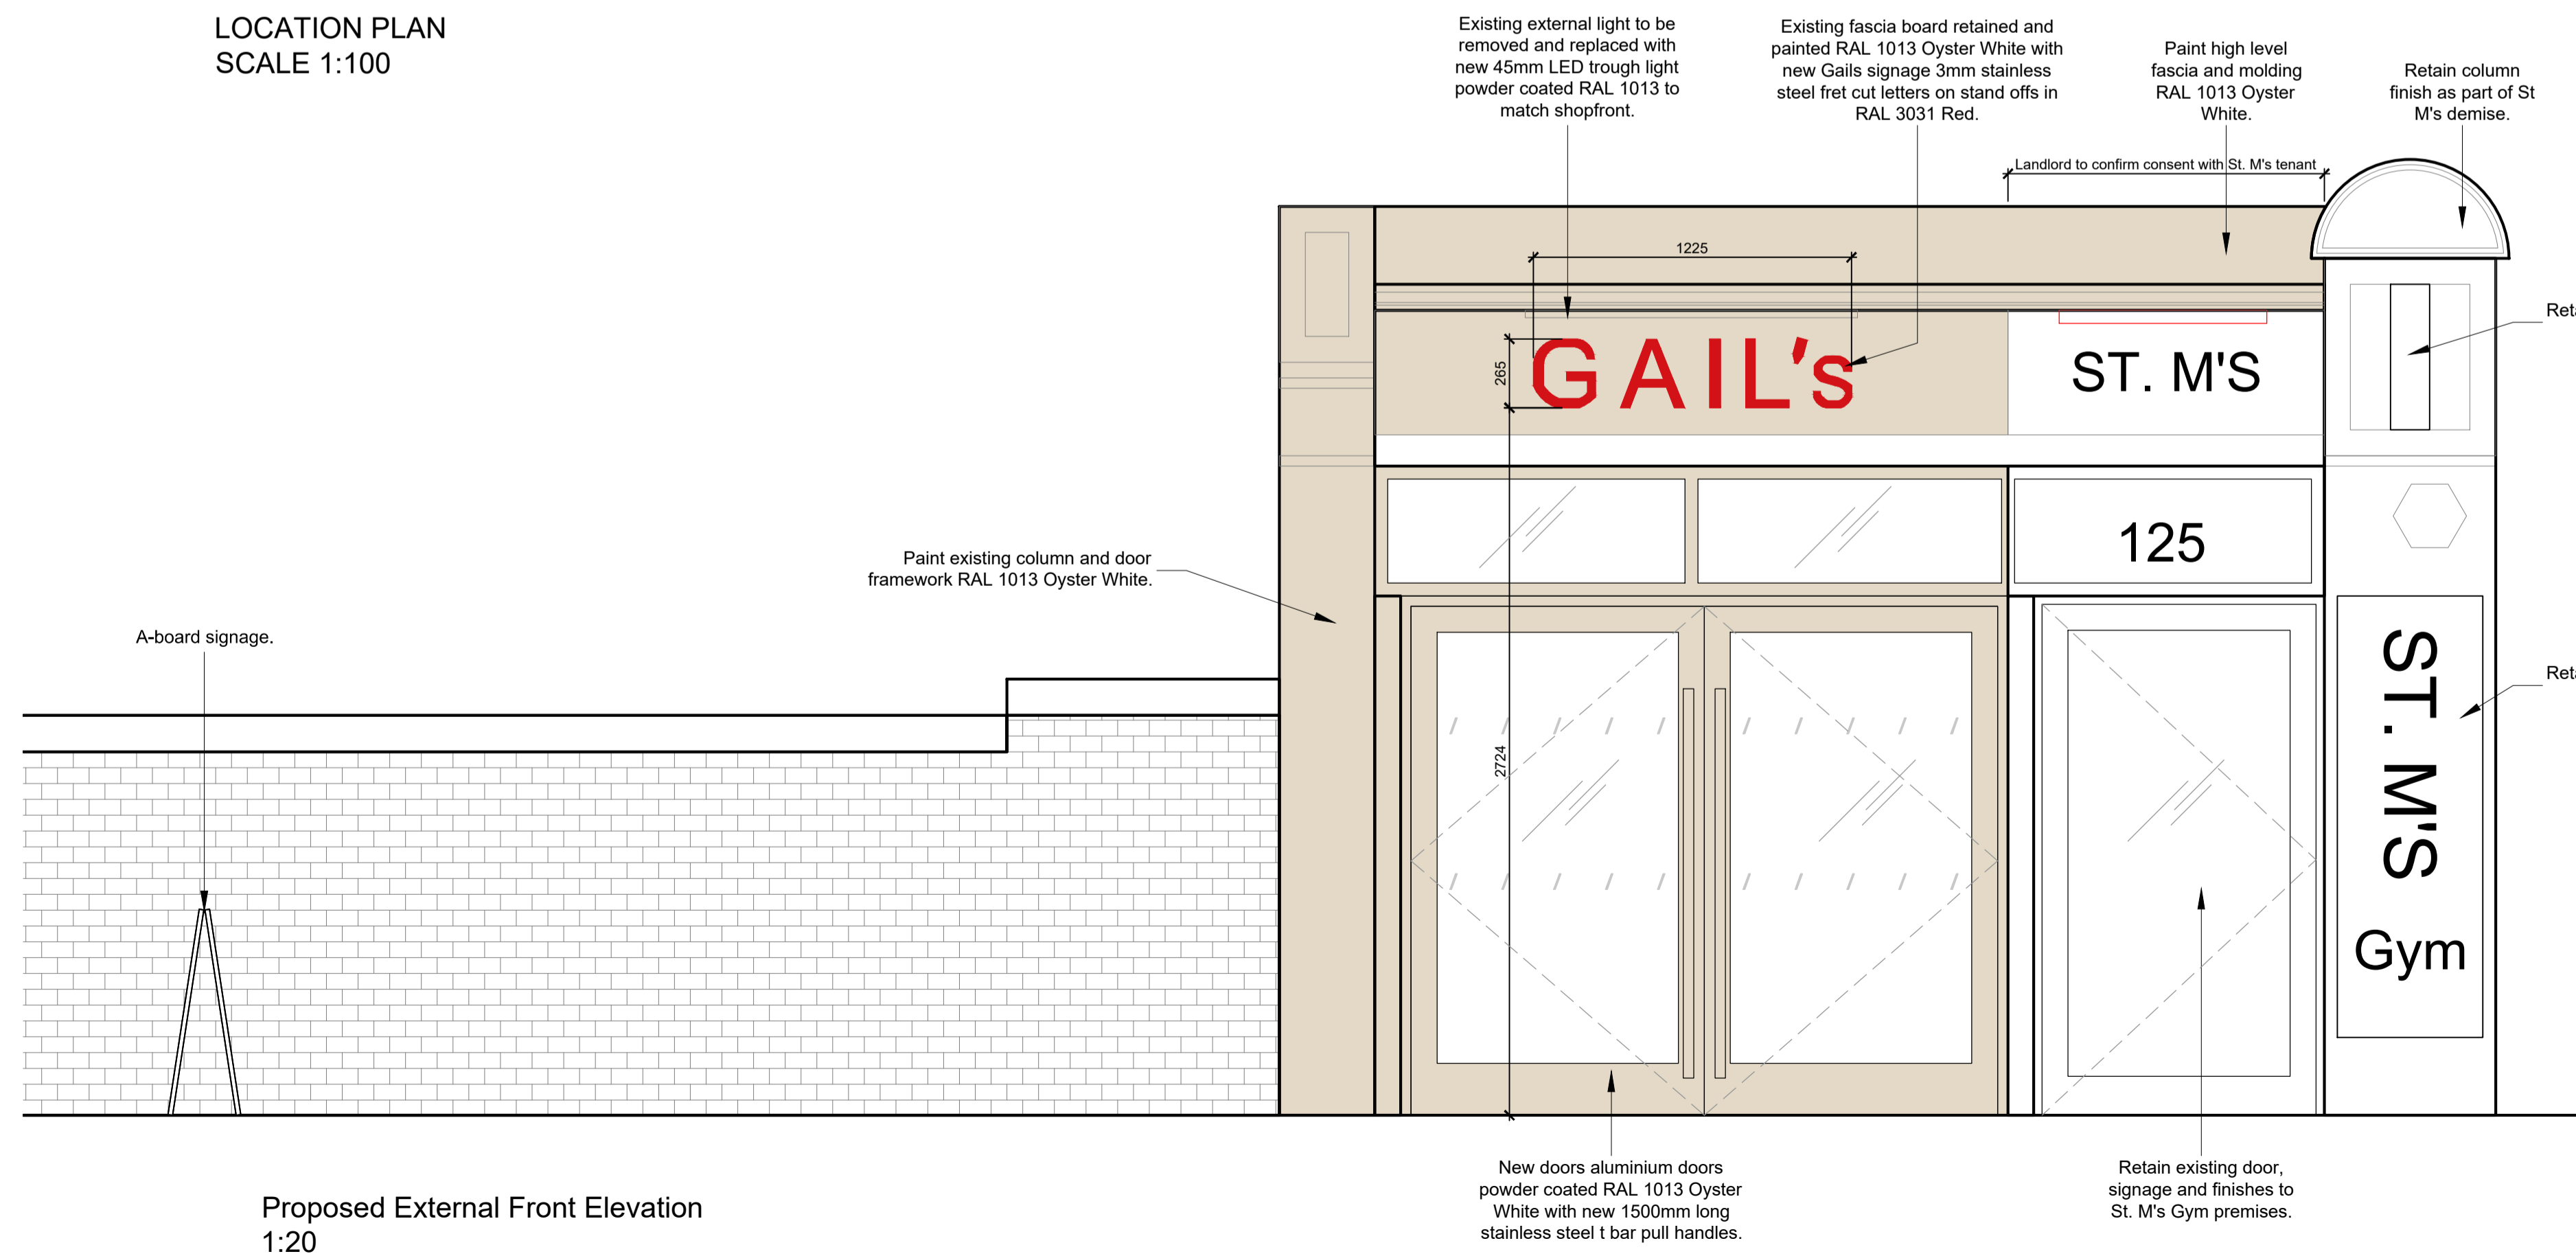 LOCATION PLAN
SCALE 1:100
Existing external light to be
removed and replaced with
new 45mm LED trough light
powder coated RAL 1013 to
match shopfront.
Existing fascia board retained and
painted RAL 1013 Oyster White with
new Gails signage 3mm stainless
steel fret cut letters on stand offs in
RAL 3031 Red.
Paint high level
fascia and molding
RAL 1013 Oyster
White.
Retain column
finish as part of St
M's demise.
Landlord to confirm consent with St. M's tenant
1225
265
GAIL's
ST. M'S
125
Paint existing column and door
framework RAL 1013 Oyster White.
A-board signage.
2724
ST. M'S
Gym
New doors aluminium doors
powder coated RAL 1013 Oyster
White with new 1500mm long
stainless steel t bar pull handles.
Retain existing door,
signage and finishes to
St. M's Gym premises.
Proposed External Front Elevation
1:20